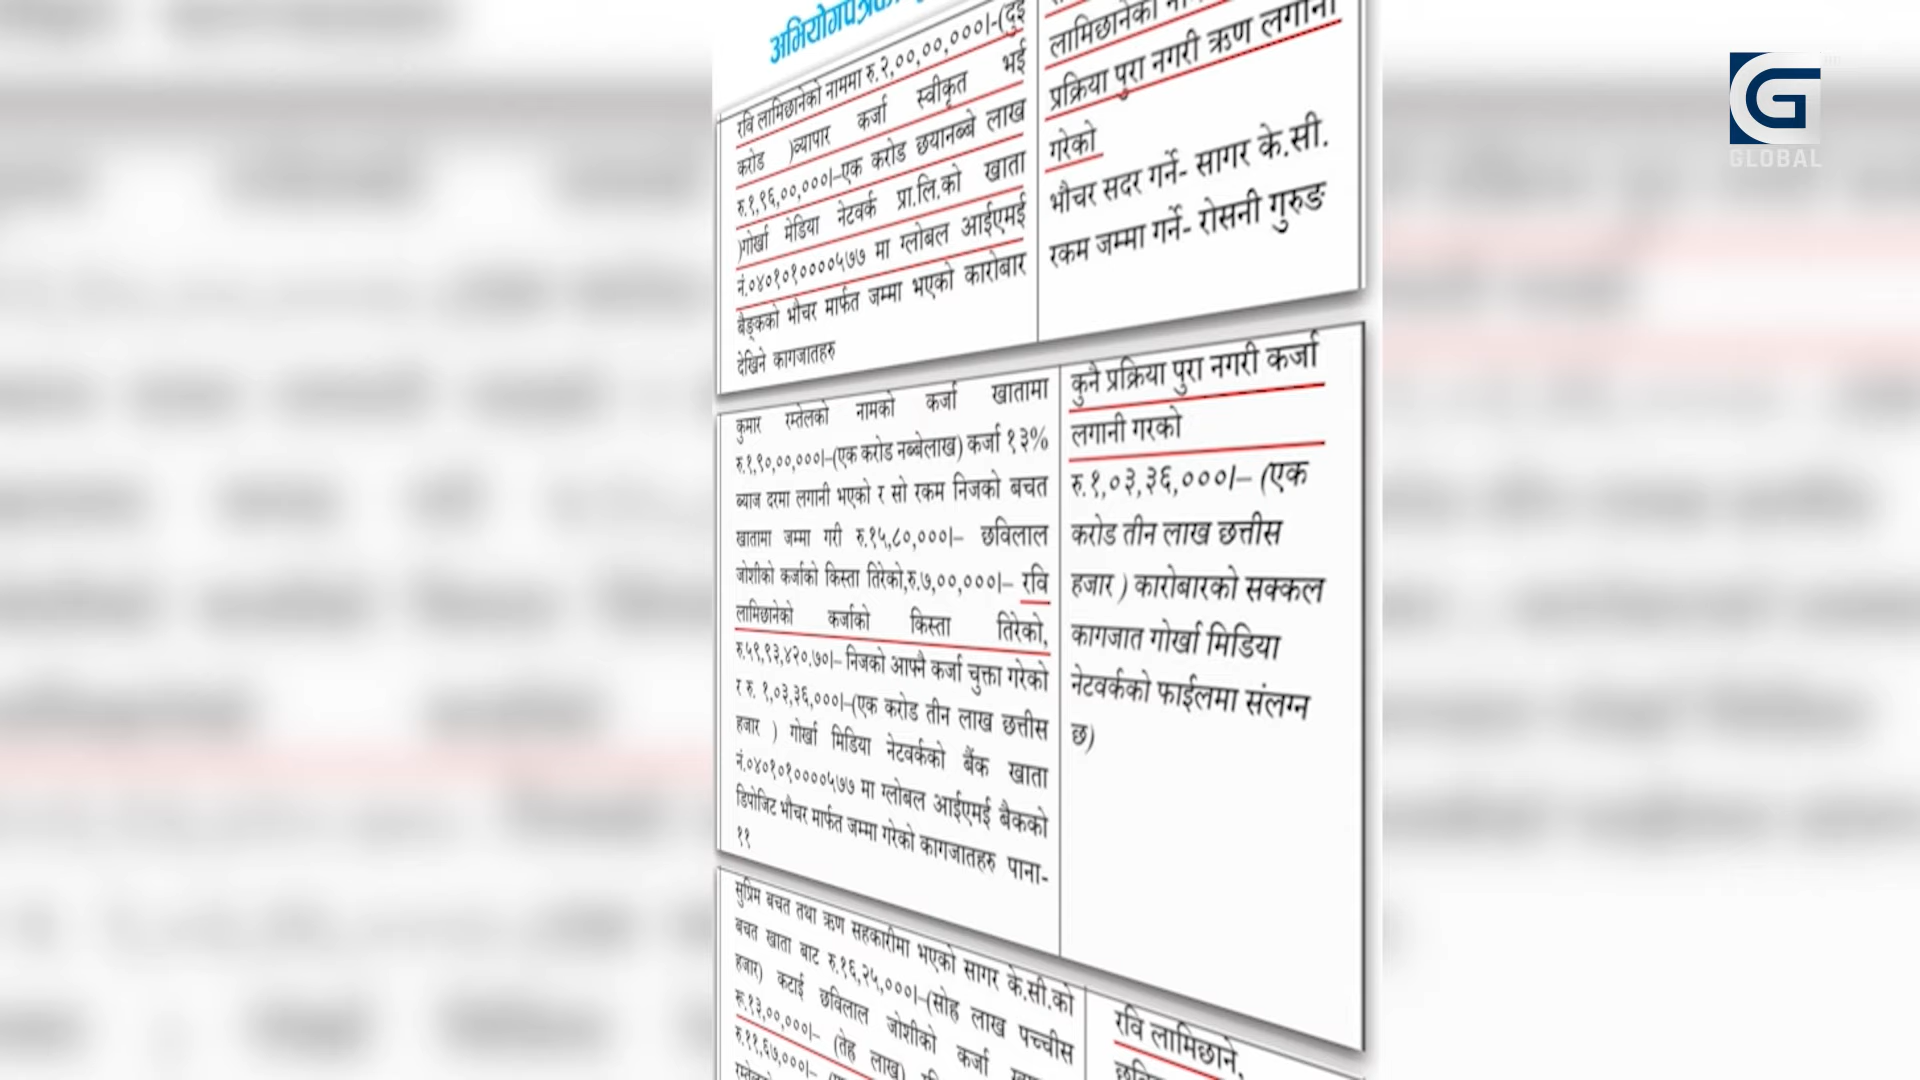 अभियोगपत्रका
रवि लामिछानेको नाममा रु.२,००,००,०००।-(दुई
करोड )व्यापार कर्जा स्वीकृत भई
रु.१,९६,००,०००।–एक करोड छयानब्बे लाख
)गोर्खा मेडिया नेटवर्क प्रा.लि.को खाता
नं.०४०१०१००००५७७ मा ग्लोबल आईएमई
बैङ्कको भौचर मार्फत जम्मा भएको कारोबार
देखिने कागजातहरु
लामिछानेको
प्रक्रिया पुरा नगरी ऋण लगानी
गरेको
भौचर सदर गर्ने- सागर के.सी.
रकम जम्मा गर्ने- रोसनी गुरुङ
कुमार रम्तेलको नामको कर्जा खातामा
रु.१,९०,००,०००।–(एक करोड नब्बेलाख) कर्जा १३%
ब्याज दरमा लगानी भएको र सो रकम निजको बचत
खातामा जम्मा गरी रु.१५,८०,०००।– छविलाल
जोशीको कर्जाको किस्ता तिरेको,रु.७,००,०००।– रवि
लामिछानेको कर्जाको किस्ता तिरेको,
रु.५९,९३,४२०.७०।– निजको आफ्नै कर्जा चुक्ता गरेको
र रु. १,०३,३६,०००।–(एक करोड तीन लाख छत्तीस
हजार ) गोर्खा मिडिया नेटवर्कको बैंक खाता
नं.०४०१०१००००५७७ मा ग्लोबल आईएमई बैकको
डिपोजिट भौचर मार्फत जम्मा गरेको कागजातहरु पाना-
११
कुनै प्रक्रिया पुरा नगरी कर्जा
लगानी गरको
रु.१,०३,३६,०००।– (एक
करोड तीन लाख छत्तीस
हजार ) कारोबारको सक्कल
कागजात गोर्खा मिडिया
नेटवर्कको फाईलमा संलग्न
छ)
सुप्रिम बचत तथा ऋण सहकारीमा भएको सागर के.सी.को
बचत खाता बाट रु.१६,२५,०००।–(सोह्र लाख पच्चीस
हजार) कटाई छविलाल जोशीको कर्जा
रू.१३,००,०००।– (तेह्र लाख)
रु.११,६७,०००।–
रवि लामिछाने,
GLOBAL